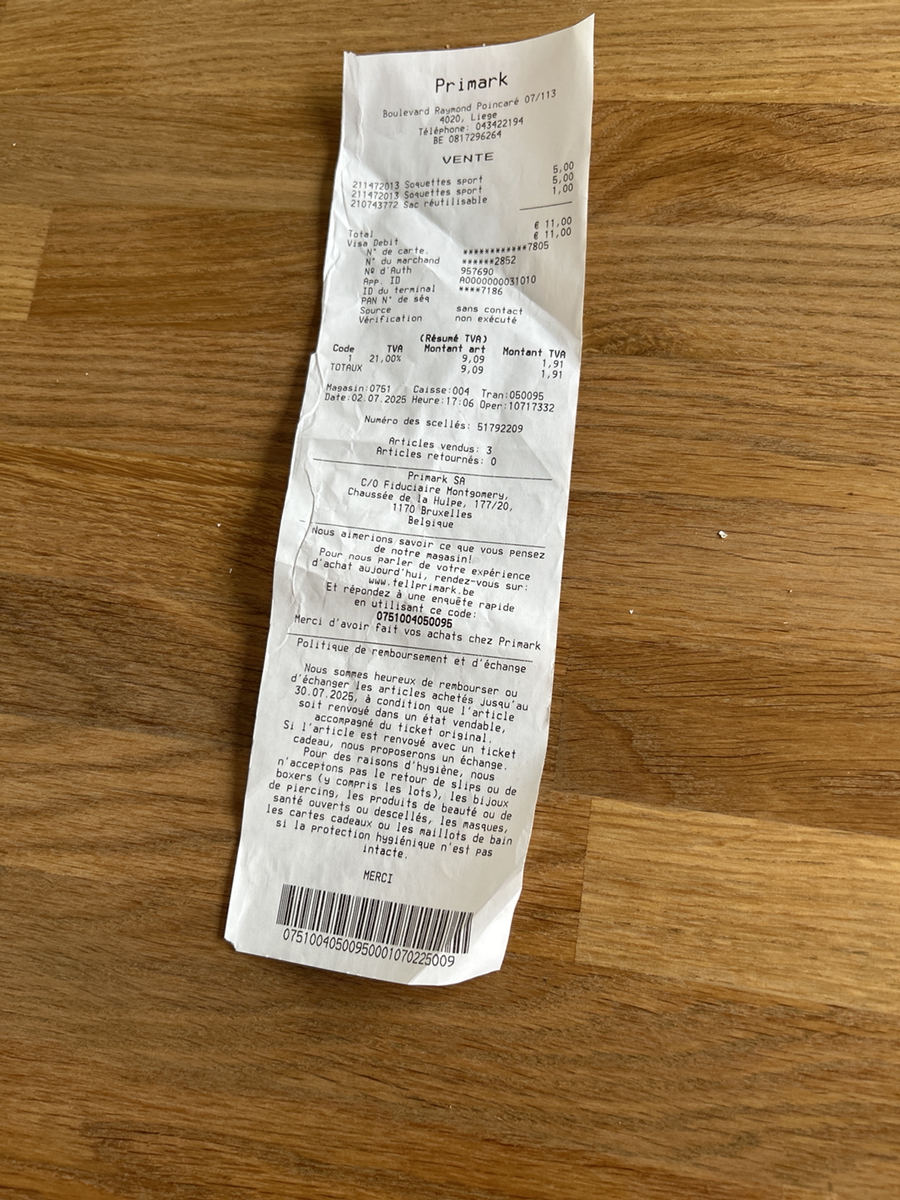 Primark
Boulevard Raymond Poincaré 07/113
4020, Liege
Téléphone: 043422194
BE 0817296264
VENTE
211472013 Soquettes sport 5,00
211472013 Soquettes sport 5,00
210743772 Sac réutilisable 1,00
Total € 11,00
Visa Debit € 11,00
N° de carte. ************7805
N° du marchand ******2852
Nº d'Auth 957690
App. ID A0000000031010
ID du terminal ****7186
PAN N° de séq
Source sans contact
Vérification non exécuté
(Résumé TVA)
Code TVA Montant art Montant TVA
1 21,00% 9,09 1,91
TOTAUX 9,09 1,91
Magasin:0751 Caisse:004 Tran:050095
Date:02.07.2025 Heure:17:06 Oper:10717332
Numéro des scellés: 51792209
Articles vendus: 3
Articles retournés: 0
Primark SA
C/O Fiduciaire Montgomery,
Chaussée de la Hulpe, 177/20,
1170 Bruxelles
Belgique
Nous aimerions savoir ce que vous pensez
de notre magasin!
Pour nous parler de votre expérience
d'achat aujourd'hui, rendez-vous sur:
www.tellprimark.be
Et répondez à une enquête rapide
en utilisant ce code:
0751004050095
Merci d'avoir fait vos achats chez Primark
Politique de remboursement et d'échange
Nous sommes heureux de rembourser ou
d'échanger les articles achetés jusqu'au
30.07.2025, à condition que l'article
soit renvoyé dans un état vendable,
accompagné du ticket original.
Si l'article est renvoyé avec un ticket
cadeau, nous proposerons un échange.
Pour des raisons d'hygiène, nous
n'acceptons pas le retour de slips ou de
boxers (y compris les lots), les bijoux
de piercing, les produits de beauté ou de
santé ouverts ou descellés, les masques,
les cartes cadeaux ou les maillots de bain
si la protection hygiénique n'est pas
intacte.
MERCI
07510040500950001070225009